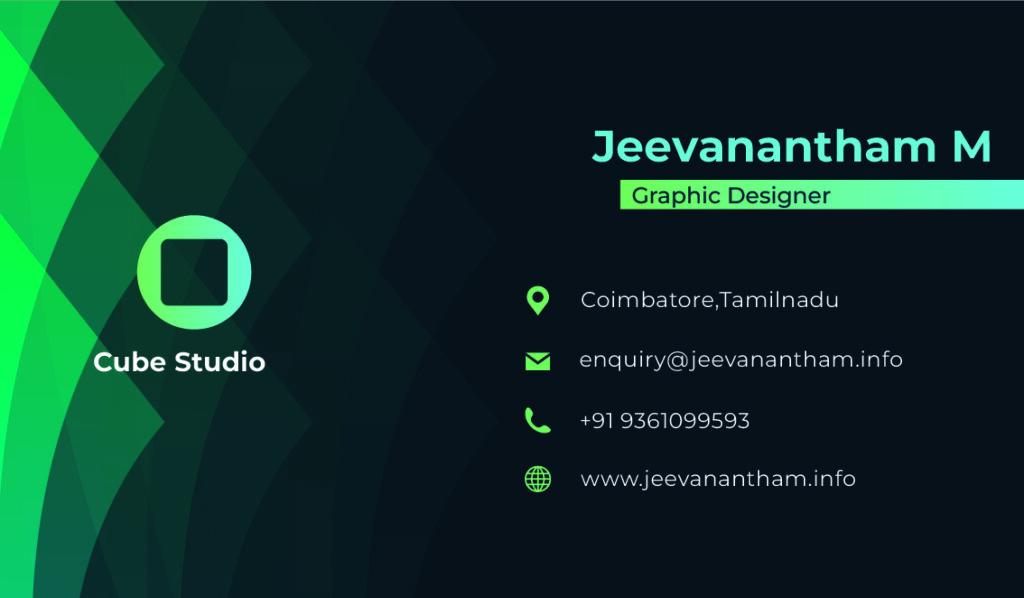 Jeevanantham M
Graphic Designer
Cube Studio
Coimbatore,Tamilnadu
enquiry@jeevanantham.info
+91 9361099593
www.jeevanantham.info